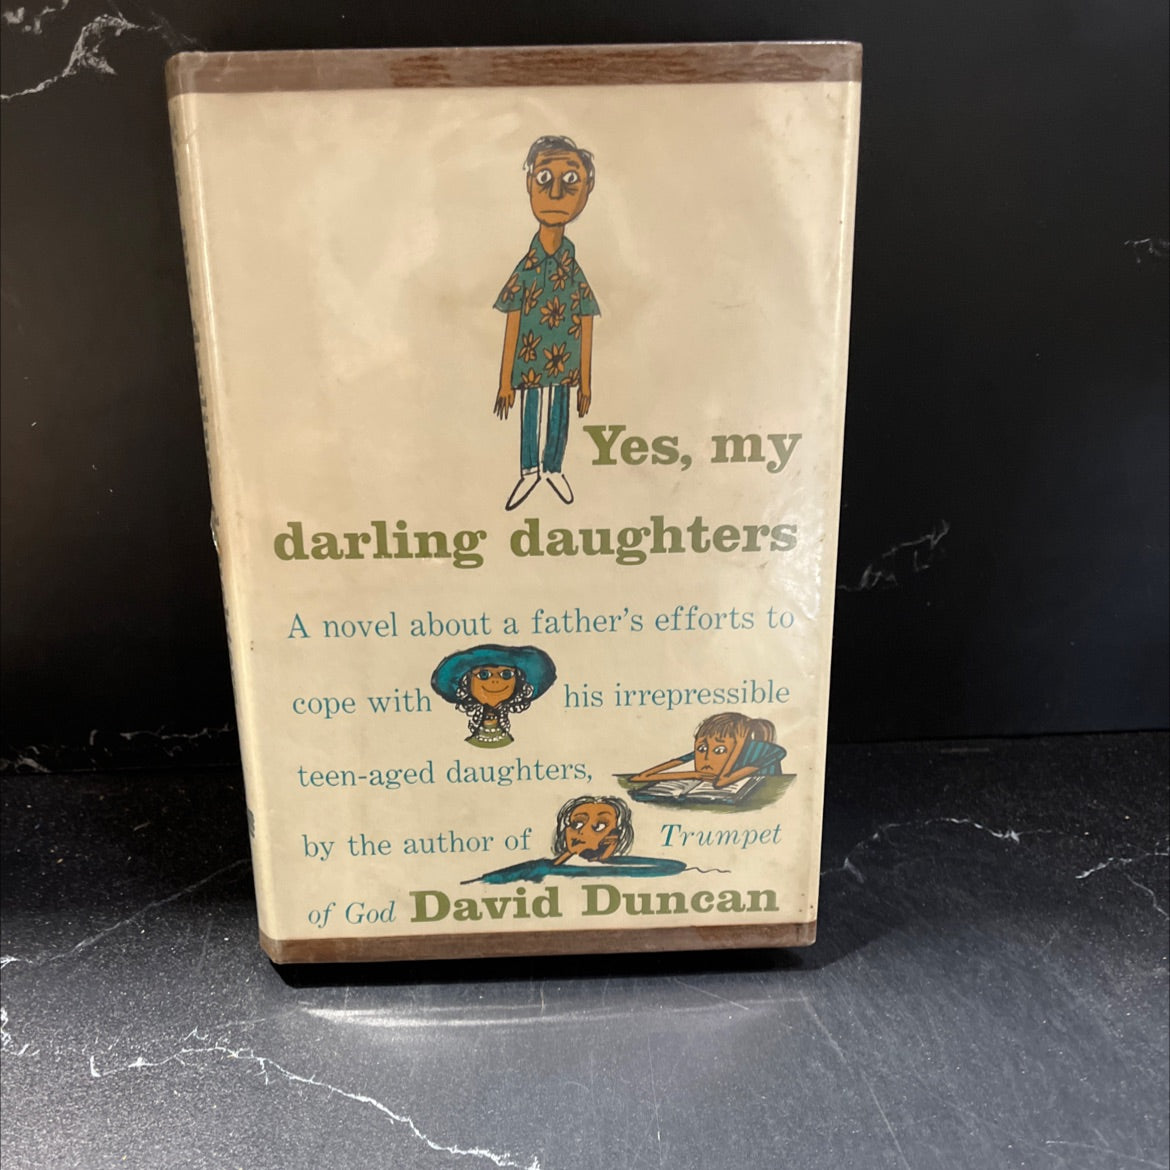 Yes, my
darling daughters
A novel about a father's efforts to
cope with his irrepressible
teen-aged daughters,
by the author of Trumpet
of God David Duncan